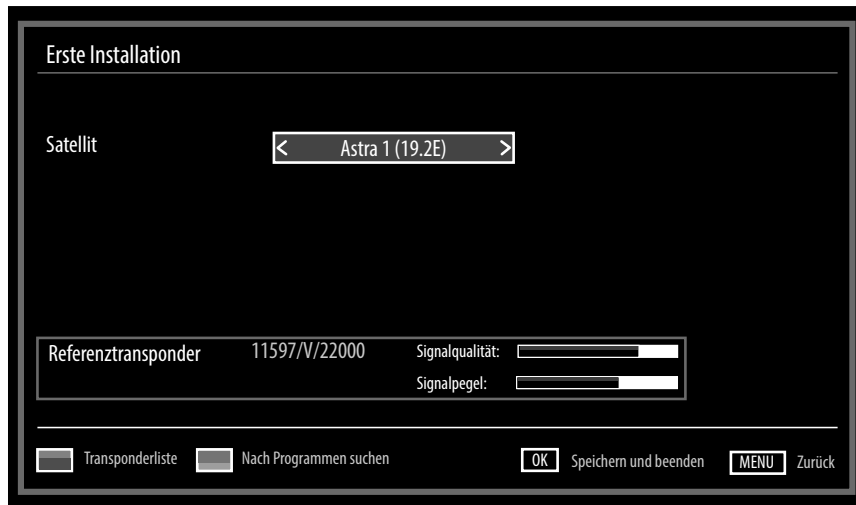 Erste Installation
Satellit < Astra 1 (19.2E) >
Referenztransponder 11597/V/22000 Signalqualität:
Signalpegel:
Transponderliste Nach Programmen suchen OK Speichern und beenden MENU Zurück